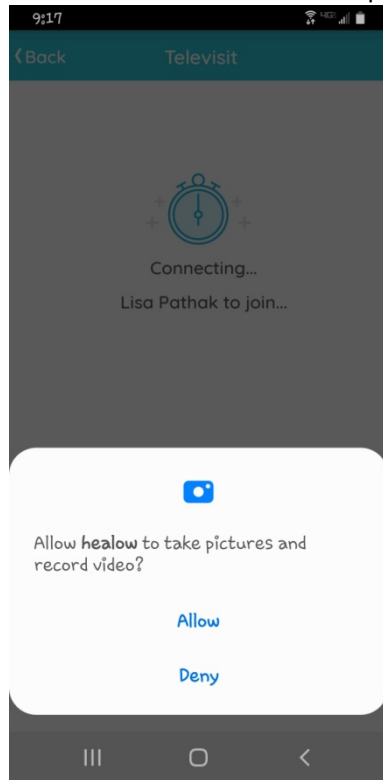 9:17
4GE
Back Televisit
Connecting...
Lisa Pathak to join...
Allow healow to take pictures and
record video?
Allow
Deny